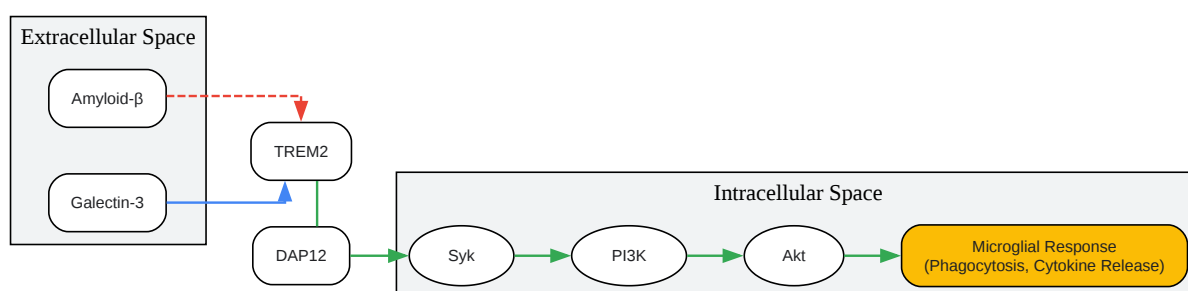 Extracellular Space
Amyloid-β
Galectin-3
TREM2
DAP12
Intracellular Space
Syk
PI3K
Akt
Microglial Response
(Phagocytosis, Cytokine Release)